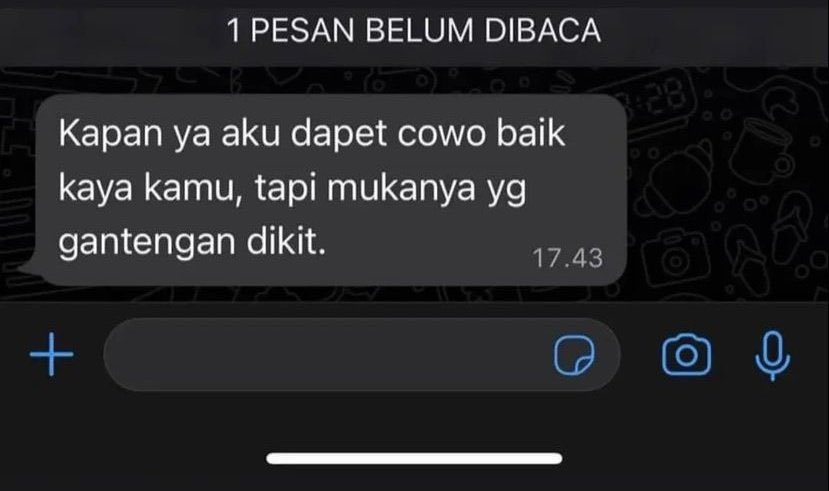 1 PESAN BELUM DIBACA
Kapan ya aku dapet cowo baik
kaya kamu, tapi mukanya yg
gantengan dikit.
17.43